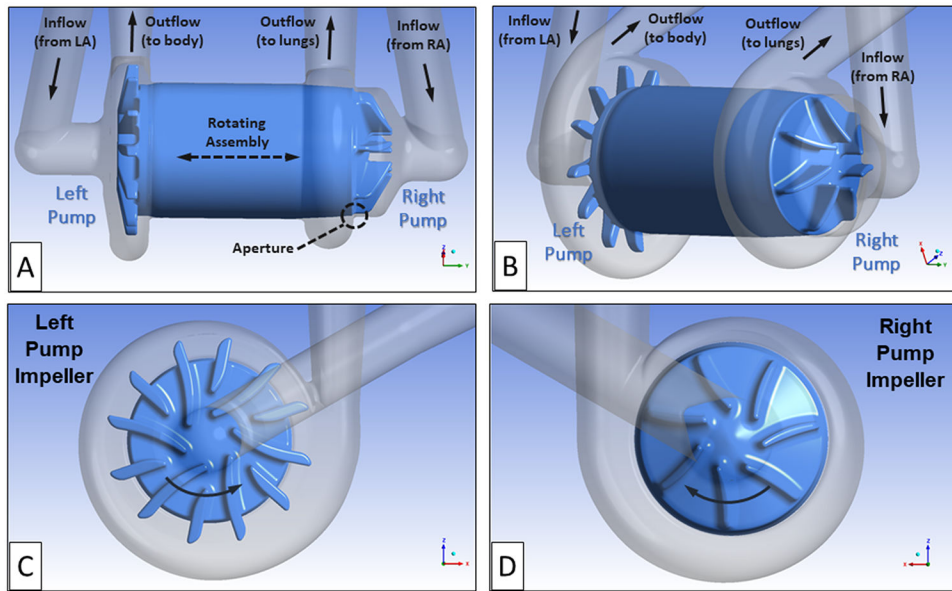 Inflow
(from LA)
Outflow
(to body)
Outflow
(to lungs)
Inflow
(from RA)
Rotating
Assembly
Left
Pump
Right
Pump
Aperture
A
Z
Y
Inflow
(from LA)
Outflow
(to body)
Outflow
(to lungs)
Inflow
(from RA)
Left
Pump
Right
Pump
B
X
Z
Y
Left
Pump
Impeller
C
Z
X
Right
Pump
Impeller
D
Z
X